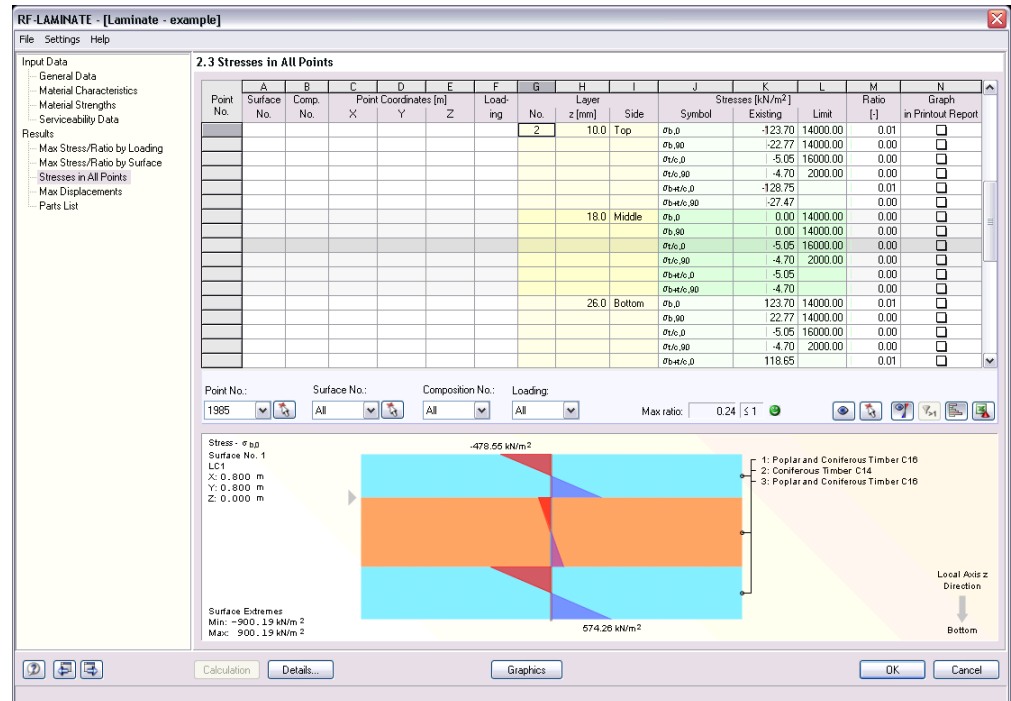 RF-LAMINATE - [Laminate - example]
File Settings Help
Input Data
General Data
Material Characteristics
Material Strengths
Serviceability Data
Results
Max Stress/Ratio by Loading
Max Stress/Ratio by Surface
Stresses in All Points
Max Displacements
Parts List
2.3 Stresses in All Points
A B C D E F G H I J K L M N
Point Surface Comp. Point Coordinates [m] Load- Layer Stresses [kN/m²] Ratio Graph
No. No. No. X Y Z ing No. z [mm] Side Symbol Existing Limit [-] in Printout Report
2 10.0 Top σb,0 -123.70 14000.00 0.01
σb,90 -22.77 14000.00 0.00
σt/c,0 -5.05 16000.00 0.00
σt/c,90 -4.70 2000.00 0.00
σb+t/c,0 -128.75 0.01
σb+t/c,90 -27.47 0.00
18.0 Middle σb,0 0.00 14000.00 0.00
σb,90 0.00 14000.00 0.00
σt/c,0 -5.05 16000.00 0.00
σt/c,90 -4.70 2000.00 0.00
σb+t/c,0 -5.05 0.00
σb+t/c,90 -4.70 0.00
26.0 Bottom σb,0 123.70 14000.00 0.01
σb,90 22.77 14000.00 0.00
σt/c,0 -5.05 16000.00 0.00
σt/c,90 -4.70 2000.00 0.00
σb+t/c,0 118.65 0.01
Point No.: Surface No.: Composition No.: Loading:
1985 All All All Max ratio: 0.24 ≤ 1
Stress - σ b,0
Surface No. 1
LC1
X: 0.800 m
Y: 0.800 m
Z: 0.000 m
-478.55 kN/m²
1: Poplar and Coniferous Timber C16
2: Coniferous Timber C14
3: Poplar and Coniferous Timber C16
Local Axis z
Direction
Bottom
574.26 kN/m²
Surface Extremes
Min: -900.19 kN/m²
Max: 900.19 kN/m²
Calculation Details... Graphics OK Cancel